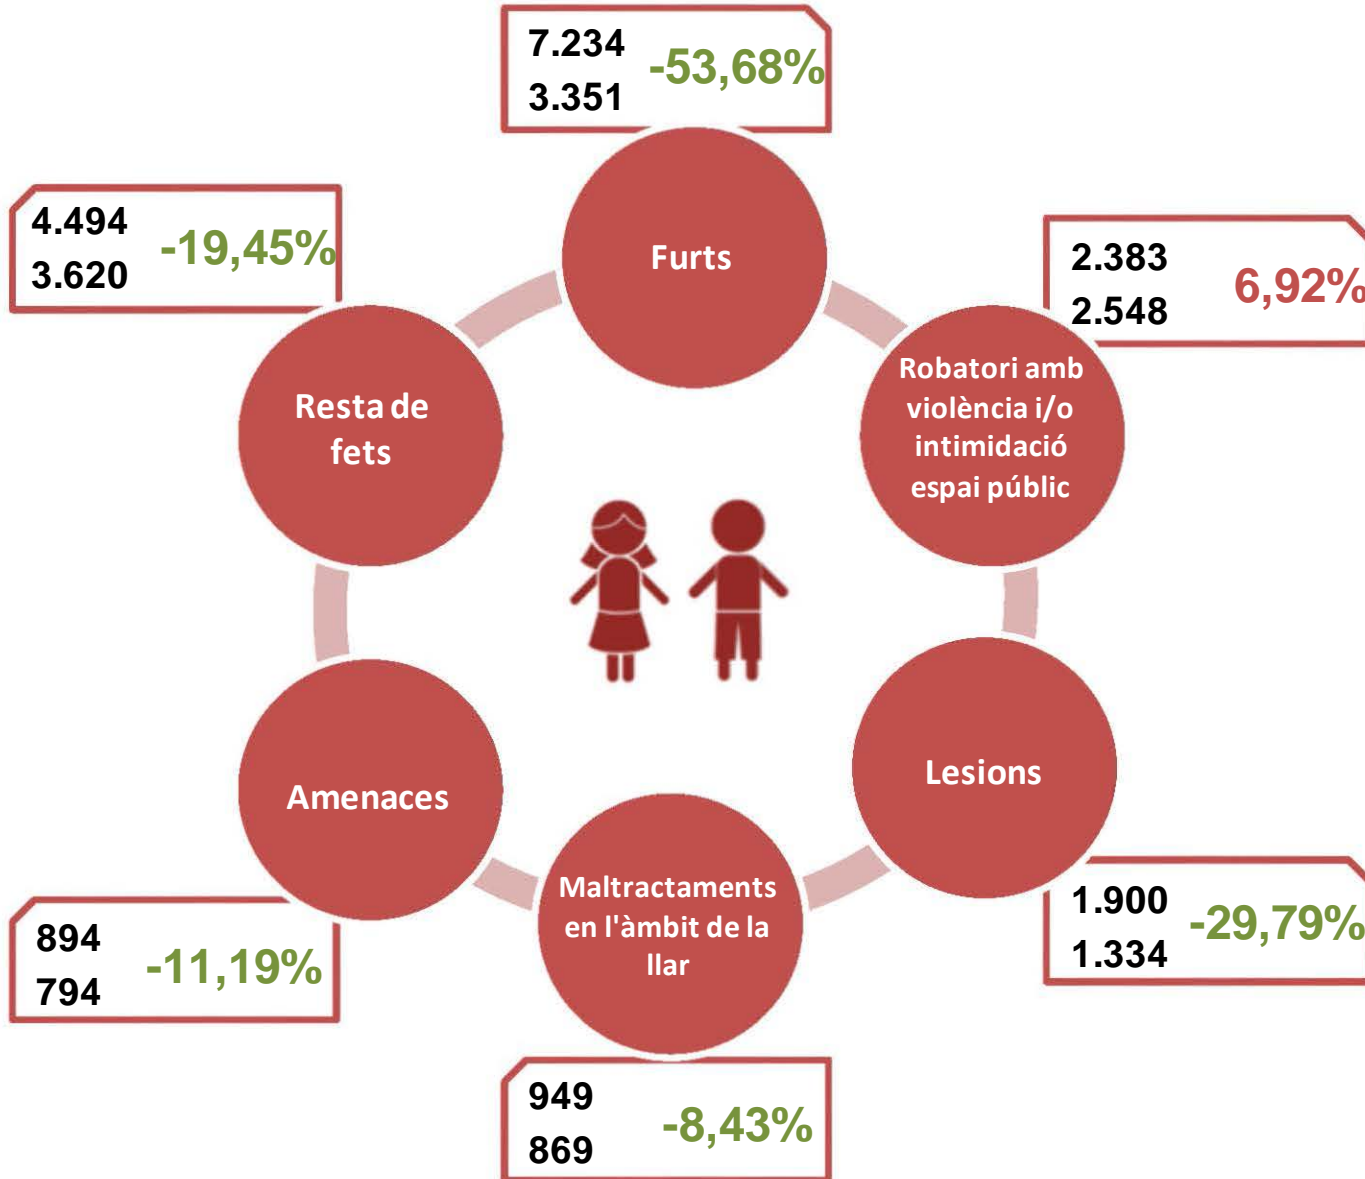 7.234
3.351
-53,68%
Furts
4.494
3.620
-19,45%
Resta de
fets
2.383
2.548
6,92%
Robatori amb
violència i/o
intimidació
espai públic
Lesions
1.900
1.334
-29,79%
Amenaces
894
794
-11,19%
Maltractaments
en l'àmbit de la
llar
949
869
-8,43%